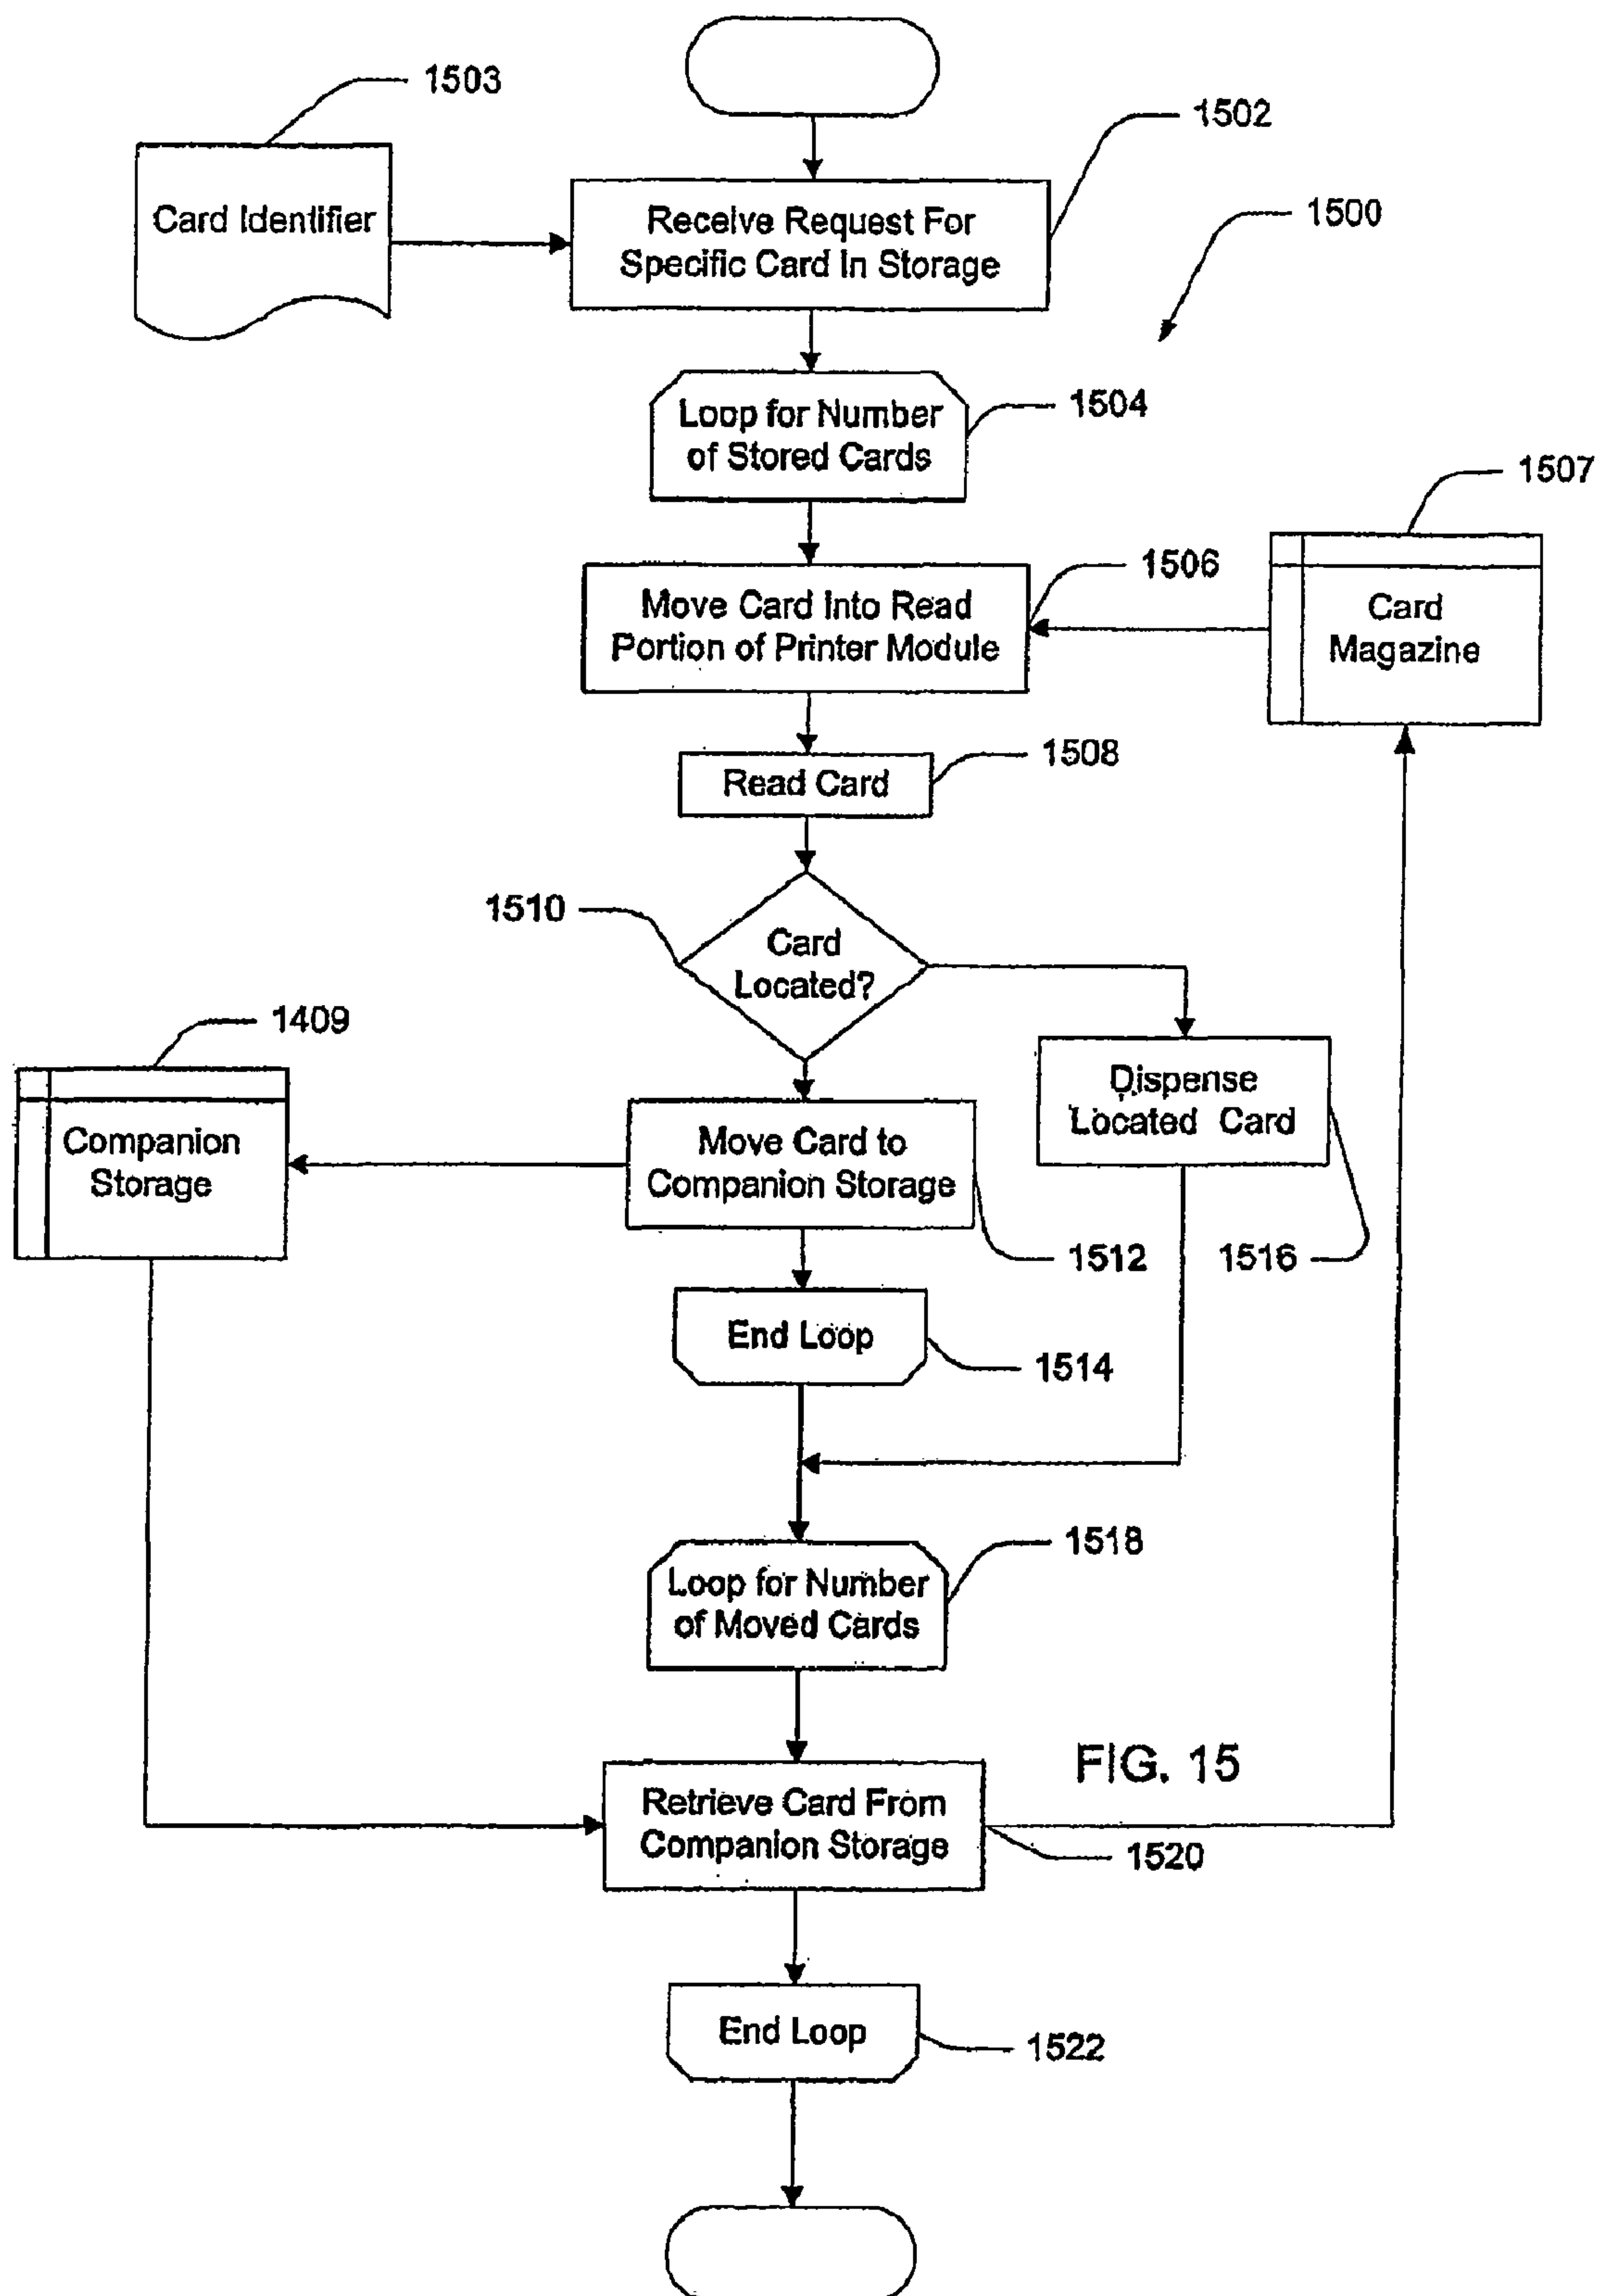 1503
1502
Card Identifier
Receive Request For
Specific Card In Storage
1500
Loop for Number
of Stored Cards
1504
1507
1506
Move Card Into Read
Portion of Printer Module
Card
Magazine
1508
Read Card
1510
Card
Located?
1409
Dispense
Located Card
Companion
Storage
Move Card to
Companion Storage
1512
1516
End Loop
1514
1518
Loop for Number
of Moved Cards
FIG. 15
Retrieve Card From
Companion Storage
1520
End Loop
1522